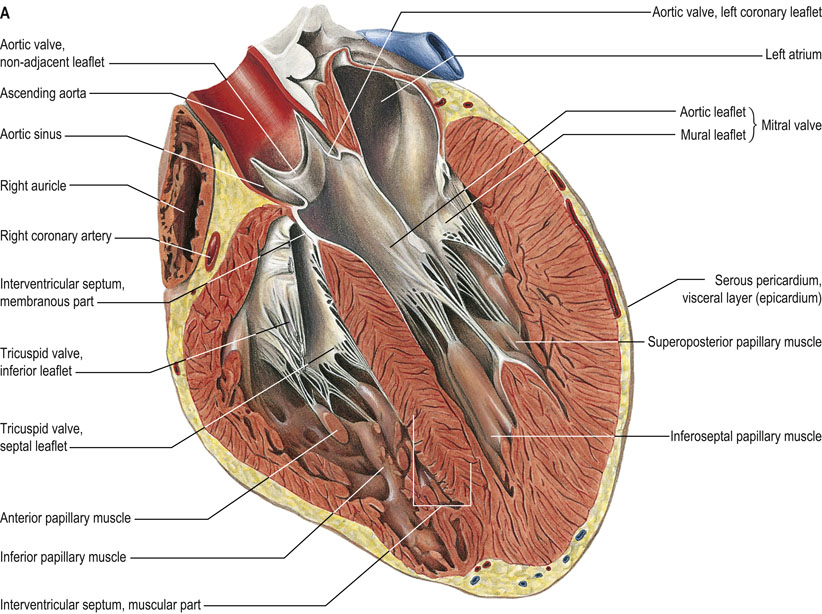 A
Aortic valve,
non-adjacent leaflet
Ascending aorta
Aortic sinus
Right auricle
Right coronary artery
Interventricular septum,
membranous part
Tricuspid valve,
inferior leaflet
Tricuspid valve,
septal leaflet
Anterior papillary muscle
Inferior papillary muscle
Interventricular septum, muscular part
Aortic valve, left coronary leaflet
Left atrium
Aortic leaflet
Mural leaflet
Mitral valve
Serous pericardium,
visceral layer (epicardium)
Superoposterior papillary muscle
Inferoseptal papillary muscle